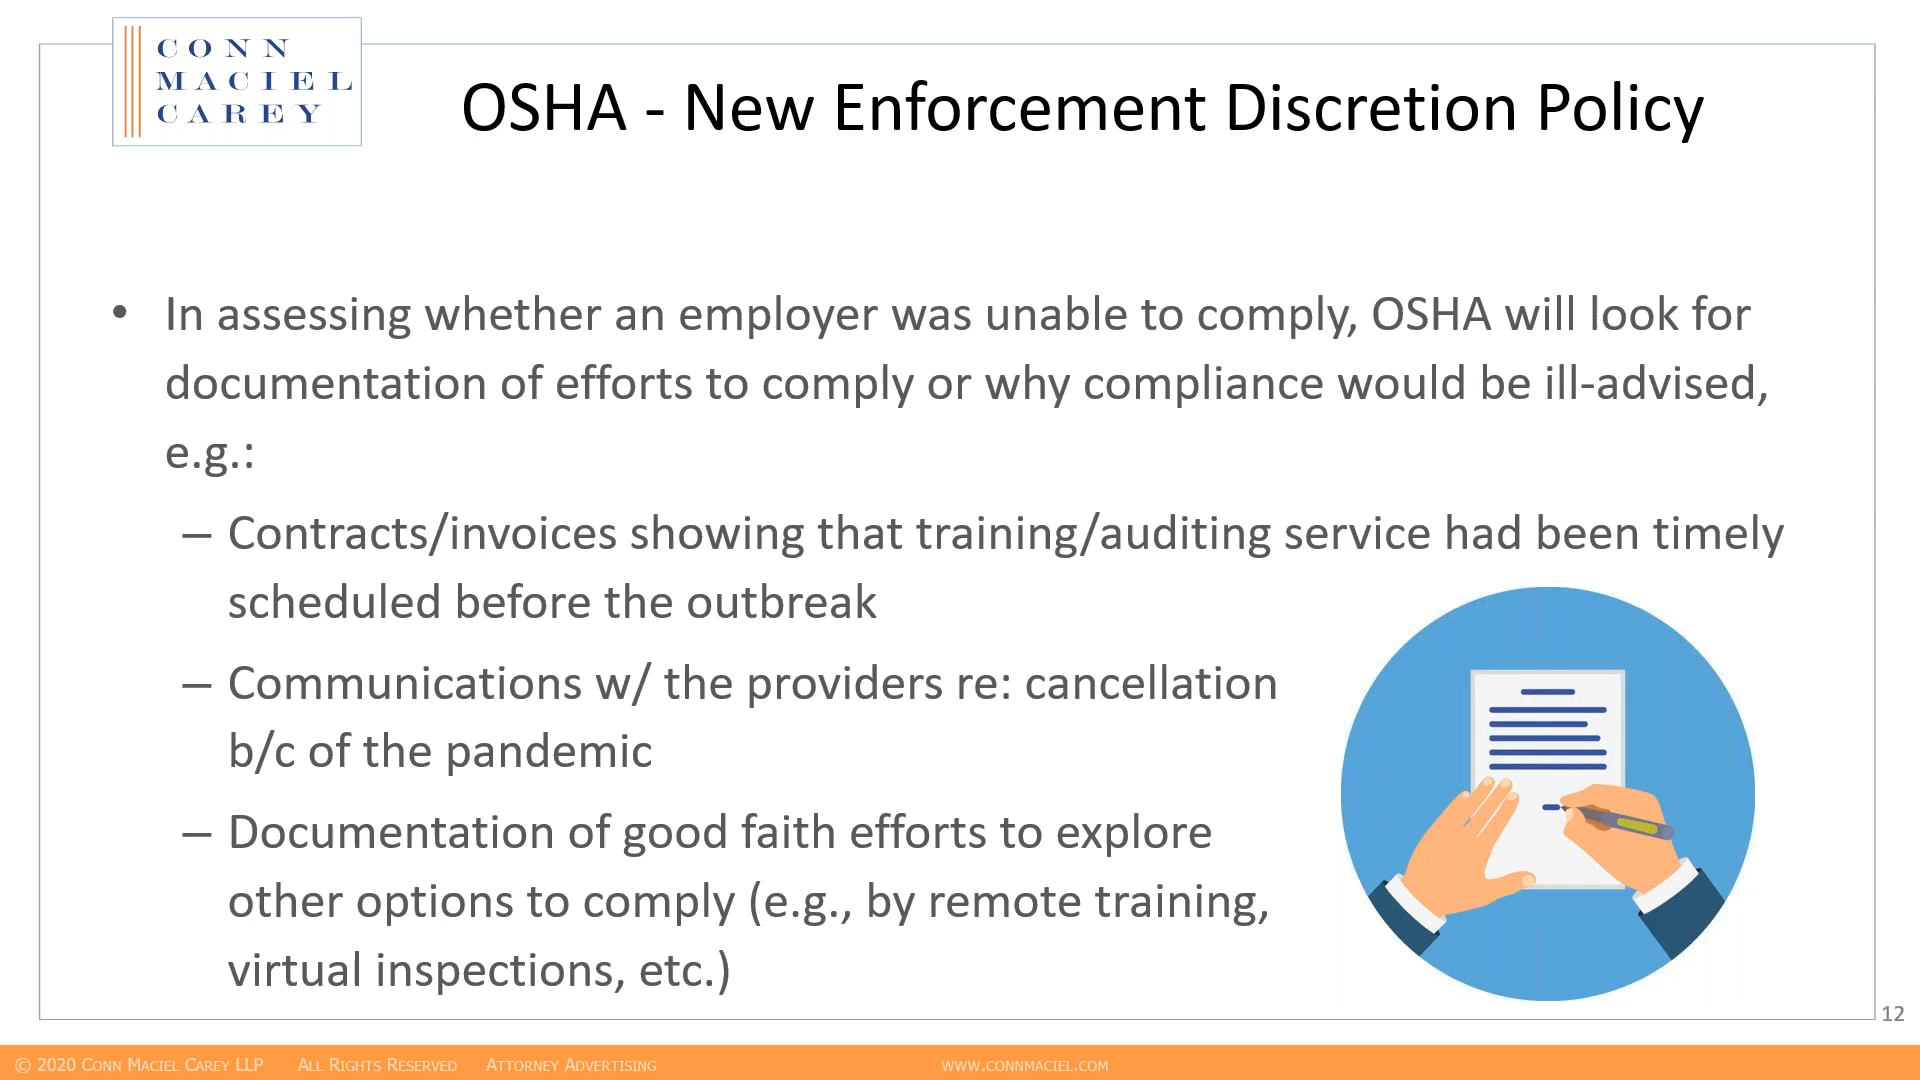 CONN
MACIEL
CAREY
OSHA - New Enforcement Discretion Policy
• In assessing whether an employer was unable to comply, OSHA will look for
documentation of efforts to comply or why compliance would be ill-advised,
e.g.:
– Contracts/invoices showing that training/auditing service had been timely
scheduled before the outbreak
– Communications w/ the providers re: cancellation
b/c of the pandemic
– Documentation of good faith efforts to explore
other options to comply (e.g., by remote training,
virtual inspections, etc.)
12
© 2020 Conn Maciel Carey LLP All Rights Reserved Attorney Advertising www.connmaciel.com